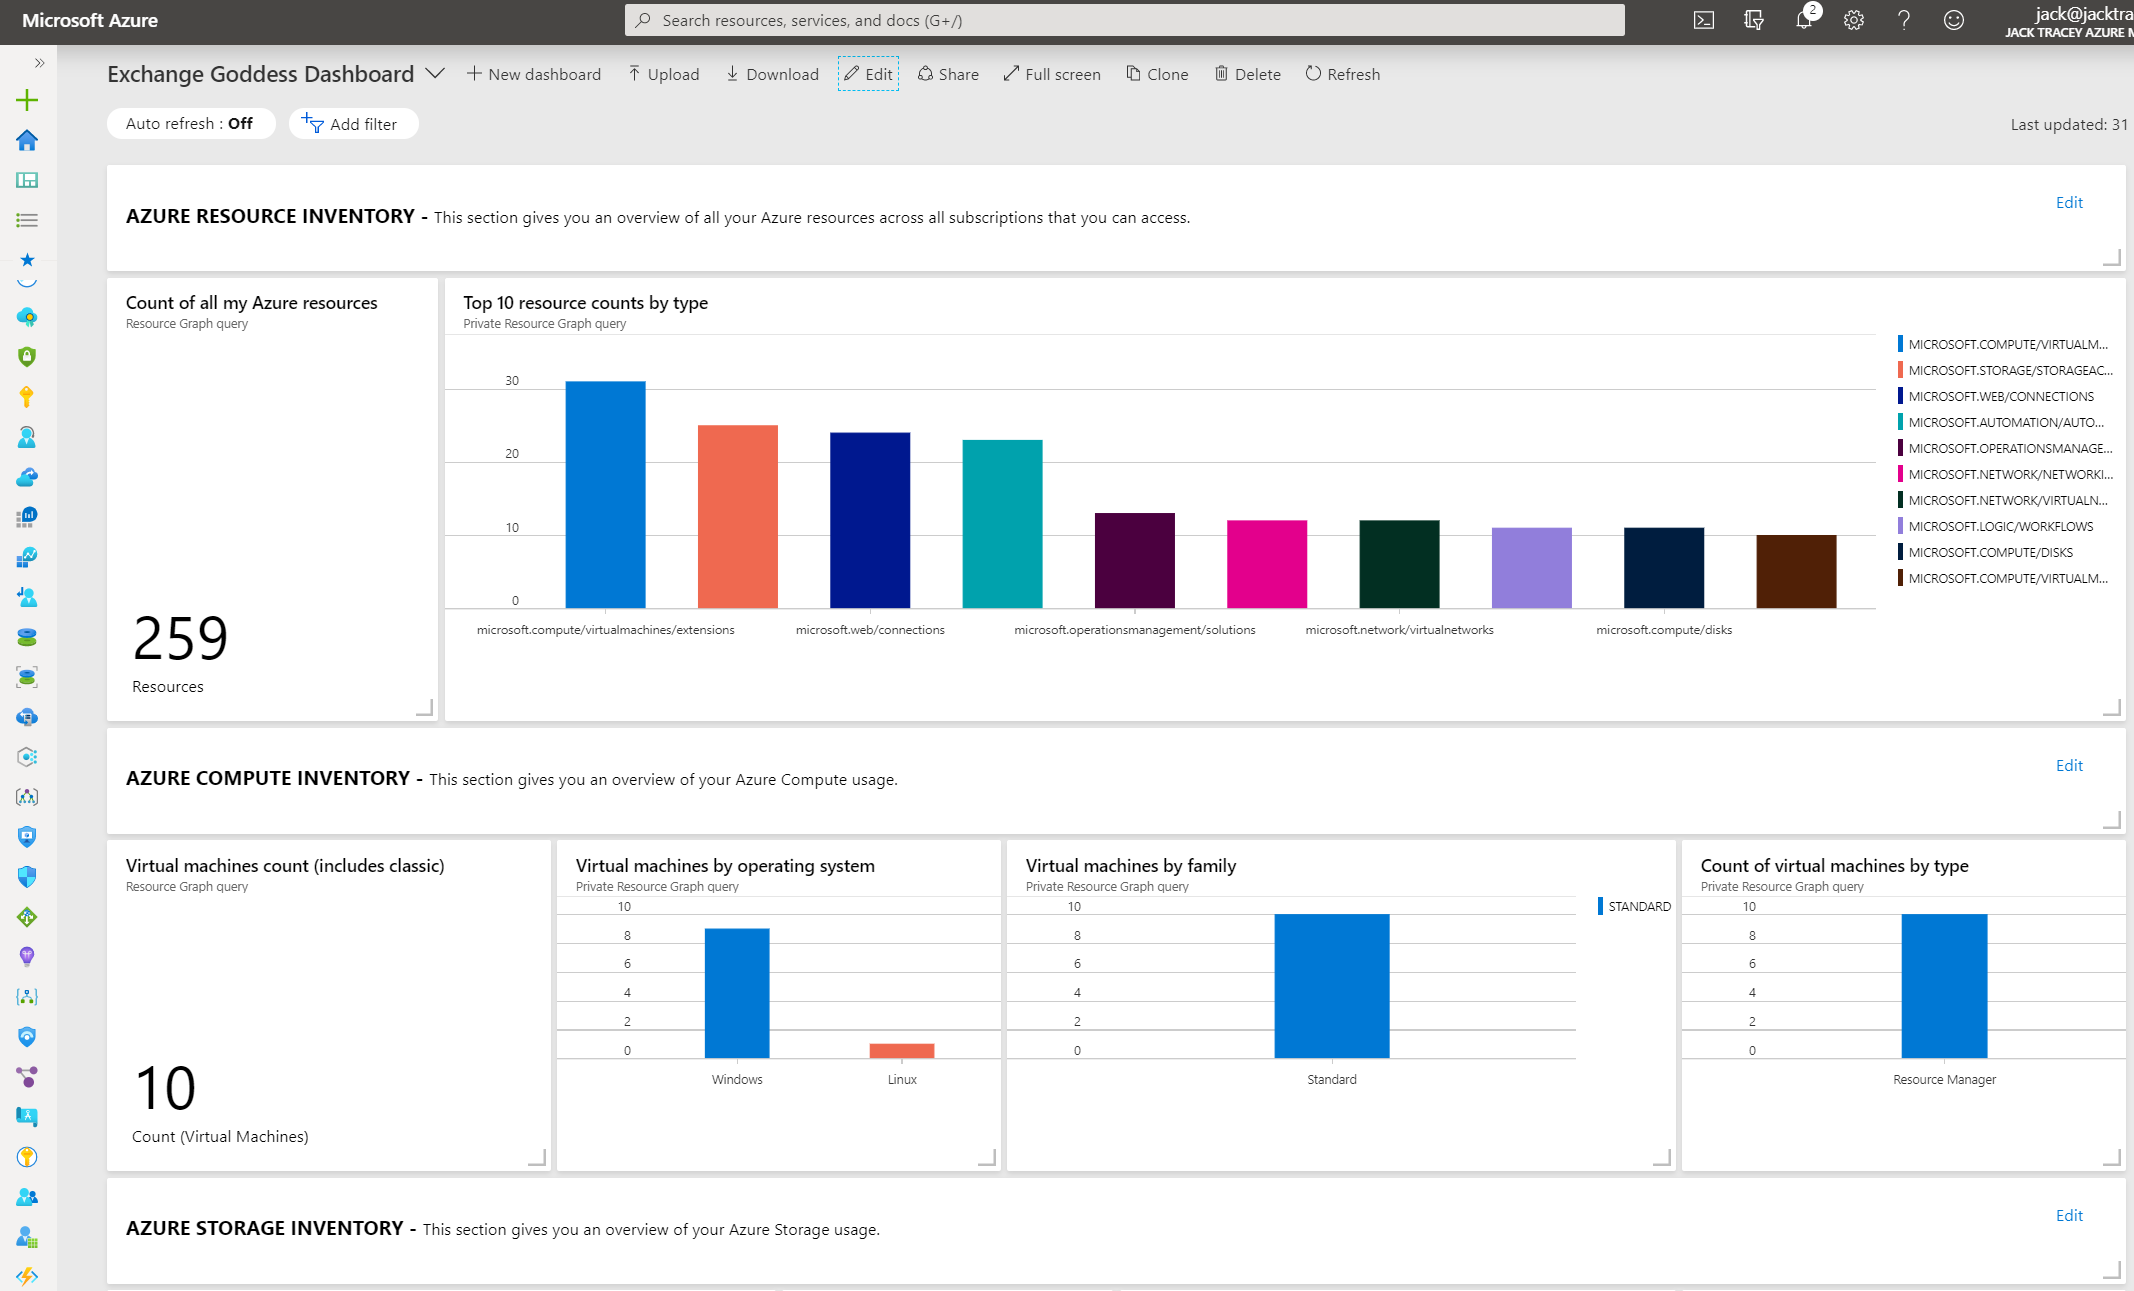 Microsoft Azure
Search resources, services, and docs (G+/)
2
jack@jacktra
JACK TRACEY AZURE M
Exchange Goddess Dashboard
New dashboard
Upload
Download
Edit
Share
Full screen
Clone
Delete
Refresh
Auto refresh : Off
Add filter
Last updated: 31
AZURE RESOURCE INVENTORY - This section gives you an overview of all your Azure resources across all subscriptions that you can access.
Edit
Count of all my Azure resources
Resource Graph query
259
Resources
Top 10 resource counts by type
Private Resource Graph query
30
20
10
0
microsoft.compute/virtualmachines/extensions
microsoft.web/connections
microsoft.operationsmanagement/solutions
microsoft.network/virtualnetworks
microsoft.compute/disks
MICROSOFT.COMPUTE/VIRTUALM...
MICROSOFT.STORAGE/STORAGEAC...
MICROSOFT.WEB/CONNECTIONS
MICROSOFT.AUTOMATION/AUTO...
MICROSOFT.OPERATIONSMANAGE...
MICROSOFT.NETWORK/NETWORKI...
MICROSOFT.NETWORK/VIRTUALN...
MICROSOFT.LOGIC/WORKFLOWS
MICROSOFT.COMPUTE/DISKS
MICROSOFT.COMPUTE/VIRTUALM...
AZURE COMPUTE INVENTORY - This section gives you an overview of your Azure Compute usage.
Edit
Virtual machines count (includes classic)
Resource Graph query
10
Count (Virtual Machines)
Virtual machines by operating system
Private Resource Graph query
10
8
6
4
2
0
Windows
Linux
Virtual machines by family
Private Resource Graph query
10
8
6
4
2
0
Standard
STANDARD
Count of virtual machines by type
Private Resource Graph query
10
8
6
4
2
0
Resource Manager
AZURE STORAGE INVENTORY - This section gives you an overview of your Azure Storage usage.
Edit